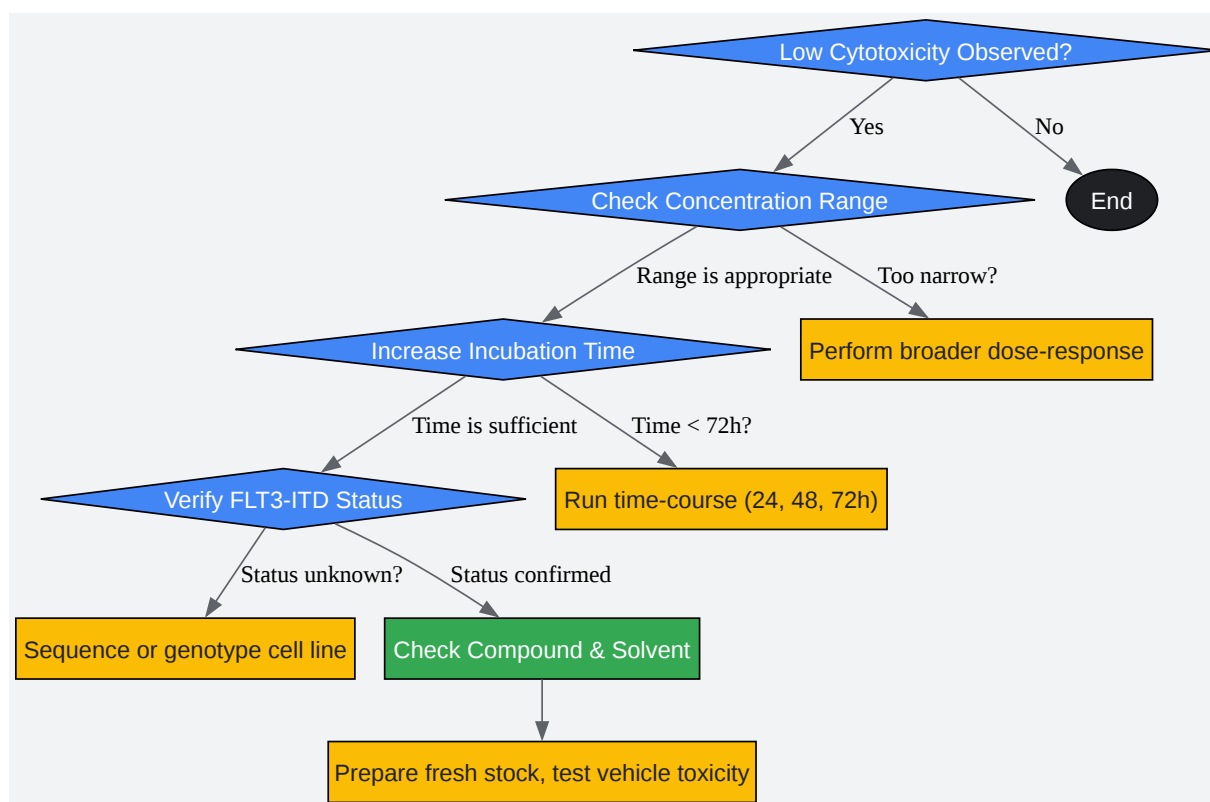 Low Cytotoxicity Observed?
Yes
No
Check Concentration Range
End
Range is appropriate
Too narrow?
Increase Incubation Time
Perform broader dose-response
Time is sufficient
Time < 72h?
Verify FLT3-ITD Status
Run time-course (24, 48, 72h)
Status unknown?
Status confirmed
Sequence or genotype cell line
Check Compound & Solvent
Prepare fresh stock, test vehicle toxicity